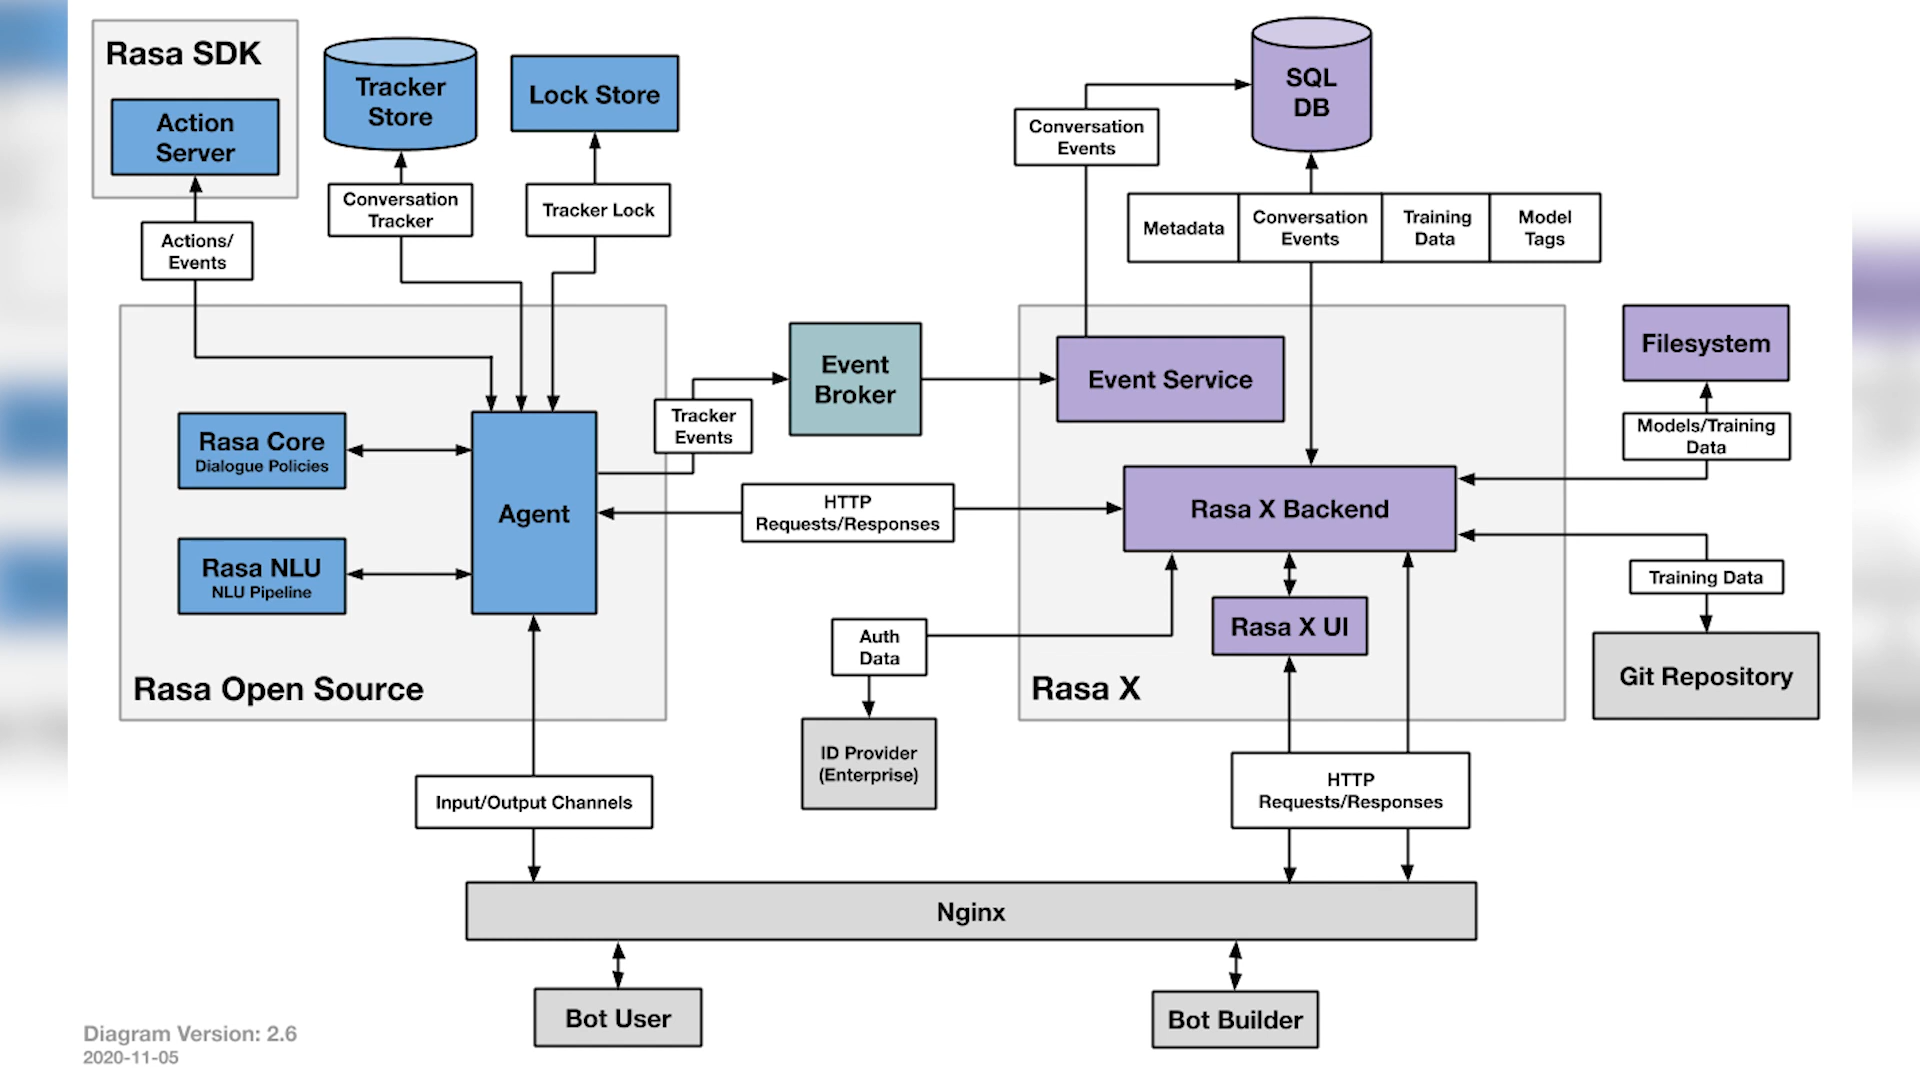 Rasa SDK
Action
Server
Tracker
Store
Lock Store
SQL
DB
Conversation
Events
Conversation
Tracker
Tracker Lock
Actions/
Events
Metadata
Conversation
Events
Training
Data
Model
Tags
Event
Broker
Event Service
Filesystem
Tracker
Events
Models/Training
Data
Rasa Core
Dialogue Policies
Agent
HTTP
Requests/Responses
Rasa X Backend
Rasa NLU
NLU Pipeline
Training Data
Auth
Data
Rasa X UI
Rasa Open Source
Rasa X
Git Repository
ID Provider
(Enterprise)
Input/Output Channels
HTTP
Requests/Responses
Nginx
Bot User
Bot Builder
Diagram Version: 2.6
2020-11-05